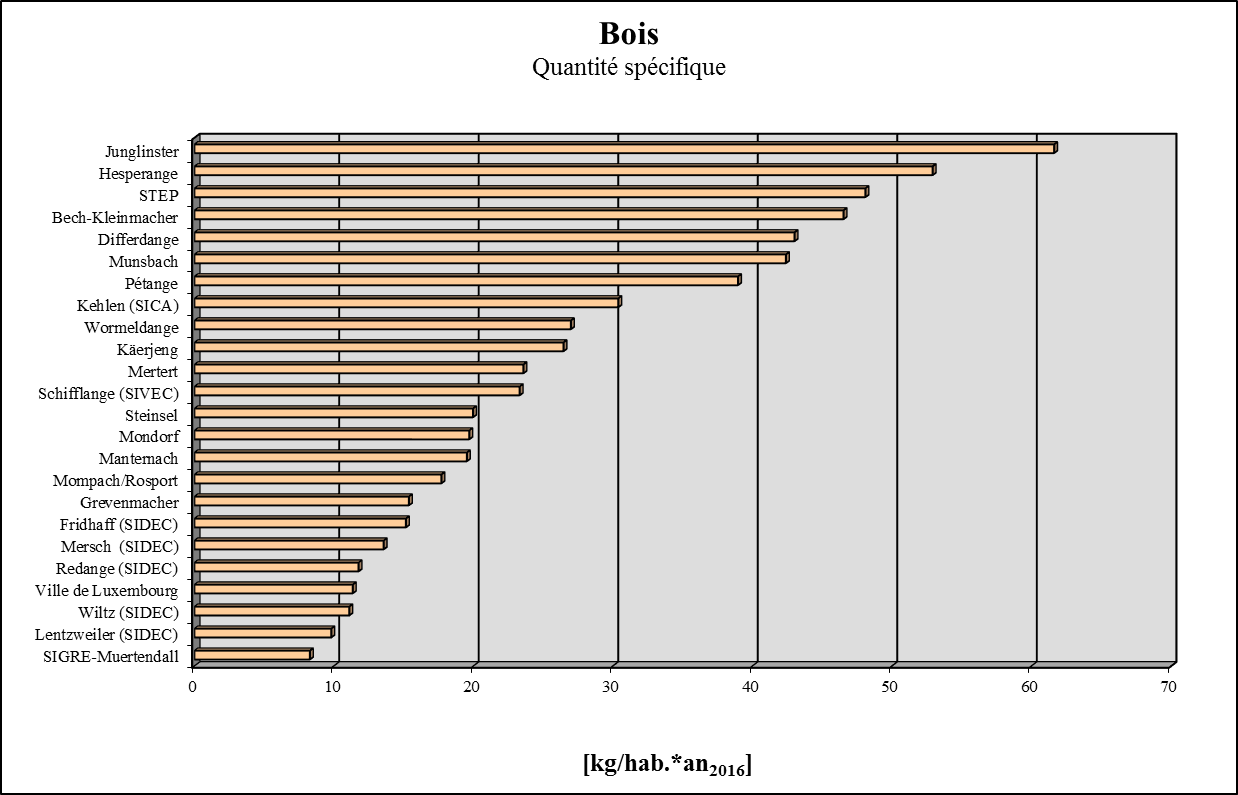 Bois
Quantité spécifique
Junglinster
Hesperange
STEP
Bech-Kleinmacher
Differdange
Munsbach
Pétange
Kehlen (SICA)
Wormeldange
Käerjeng
Mertert
Schifflange (SIVEC)
Steinsel
Mondorf
Manternach
Mompach/Rosport
Grevenmacher
Fridhaff (SIDEC)
Mersch  (SIDEC)
Redange (SIDEC)
Ville de Luxembourg
Wiltz (SIDEC)
Lentzweiler (SIDEC)
SIGRE-Muertendall
0 10 20 30 40 50 60 70
[kg/hab.*an2016]